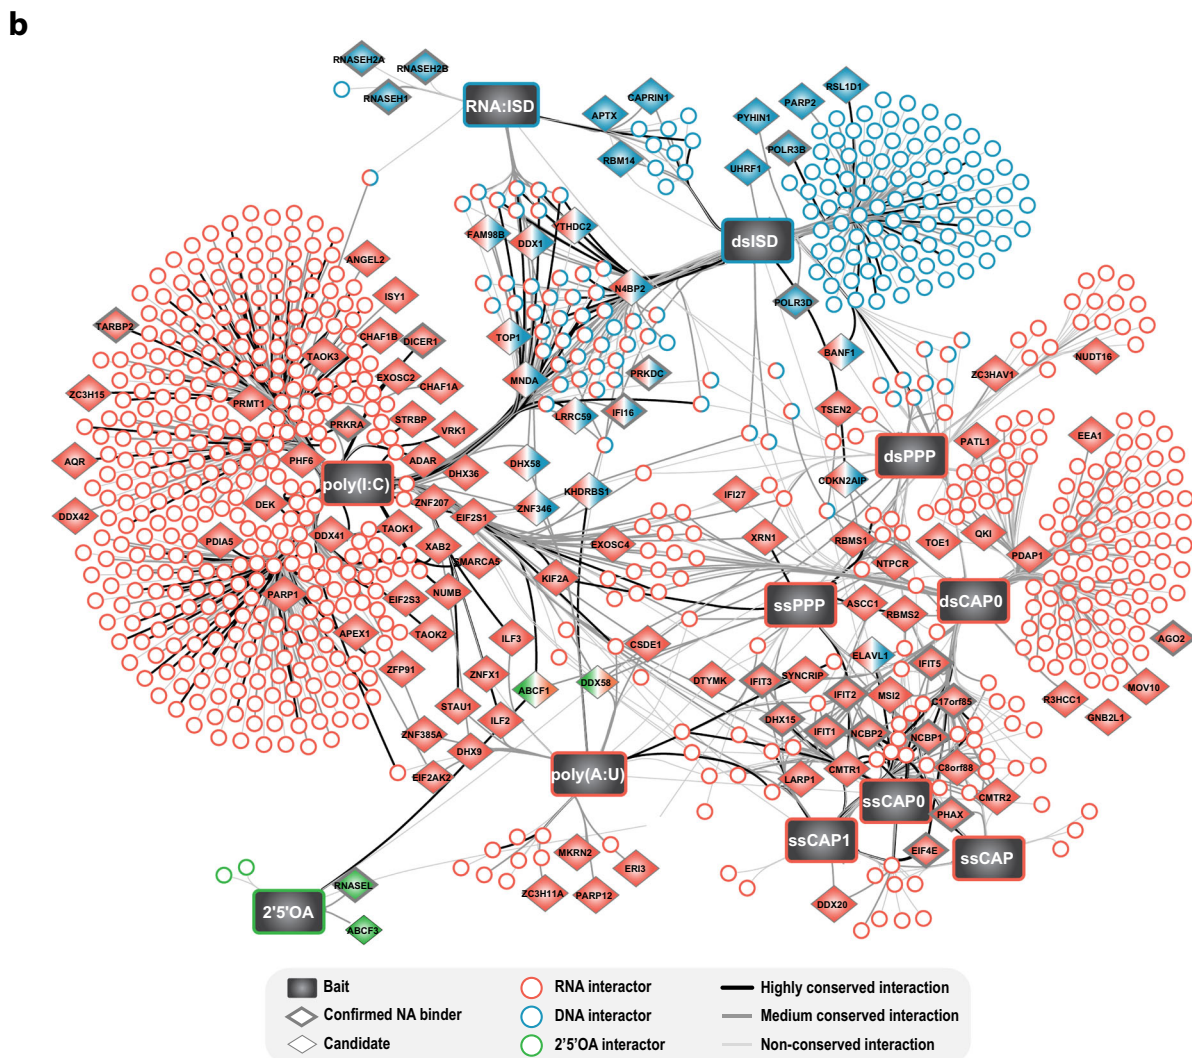 b
RNASEH2A
RNASEH2B
RNASEH1
RNA:ISD
APTX
CAPRIN1
RBM14
RSL1D1
PARP2
PYHIN1
POLR3B
UHRF1
dsISD
FAM98B
DDX1
YTHDC2
N4BP2
POLR3D
ANGEL2
ISY1
TARBP2
CHAF1B
DICER1
TAOK3
TOP1
BANF1
NUDT16
ZC3HAV1
EXOSC2
CHAF1A
MNDA
PRKDC
ZC3H15
PRMT1
STRBP
LRRC59
IFI16
TSEN2
PRKRA
VRK1
PATL1
EEA1
AQR
PHF6
poly(I:C)
ADAR
DHX36
DHX58
dsPPP
CDKN2AIP
KHDRBS1
IFI27
DEK
ZNF207
EIF2S1
ZNF346
DDX42
TAOK1
DDX41
PDIA5
XAB2
EXOSC4
XRN1
RBMS1
TOE1
QKI
SMARCA5
NTPCR
PDAP1
KIF2A
PARP1
EIF2S3
NUMB
ssPPP
ASCC1
RBMS2
dsCAP0
APEX1
TAOK2
ILF3
CSDE1
AGO2
ELAVL1
ZFP91
ZNFX1
ABCF1
DDX58
DTYMK
IFIT3
SYNCRIP
IFIT5
IFIT2
MSI2
C17orf85
MOV10
R3HCC1
GNB2L1
STAU1
ILF2
DHX15
IFIT1
NCBP2
NCBP1
ZNF385A
DHX9
EIF2AK2
poly(A:U)
LARP1
CMTR1
C8orf88
CMTR2
ssCAP0
PHAX
ssCAP1
EIF4E
ssCAP
MKRN2
ERI3
ZC3H11A
PARP12
DDX20
RNASEL
2'5'OA
ABCF3
Bait
RNA interactor
Highly conserved interaction
Confirmed NA binder
DNA interactor
Medium conserved interaction
Candidate
2'5'OA interactor
Non-conserved interaction